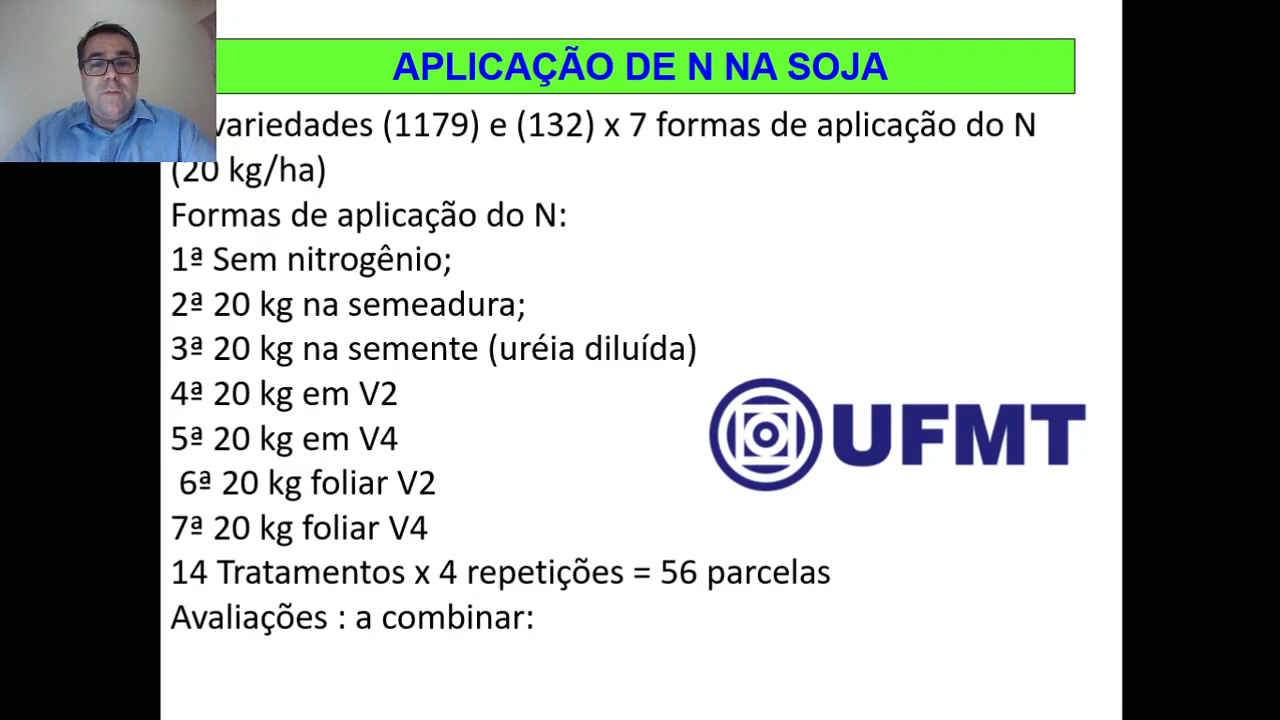 APLICAÇÃO DE N NA SOJA
variedades (1179) e (132) x 7 formas de aplicação do N
(20 kg/ha)
Formas de aplicação do N:
1ª Sem nitrogênio;
2ª 20 kg na semeadura;
3ª 20 kg na semente (uréia diluída)
4ª 20 kg em V2
5ª 20 kg em V4
6ª 20 kg foliar V2
7ª 20 kg foliar V4
UFMT
14 Tratamentos x 4 repetições = 56 parcelas
Avaliações : a combinar: